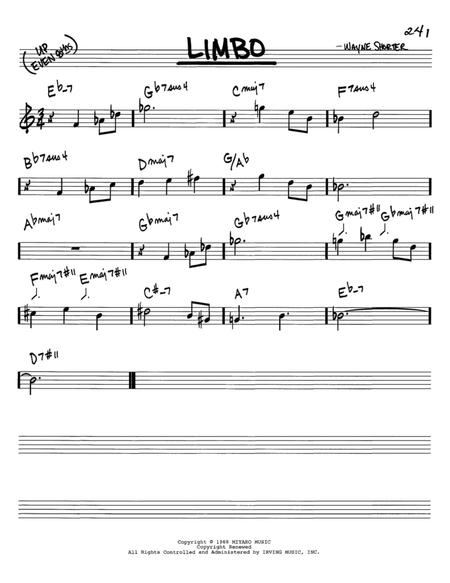 LIMBO
241
(UP EVEN 8ths)
- WAYNE SHORTER
Eb-7 Gb7sus4 Cmaj7 F7sus4
Bb7sus4 Dmaj7 G/Ab
Abmaj7 Gbmaj7 Gb7sus4 Gmaj7#11 Gbmaj7#11
Fmaj7#11 Emaj7#11 C#-7 A7 Eb-7
D7#11
Copyright © 1968 MIYAKO MUSIC
Copyright Renewed
All Rights Controlled and Administered by IRVING MUSIC, INC.